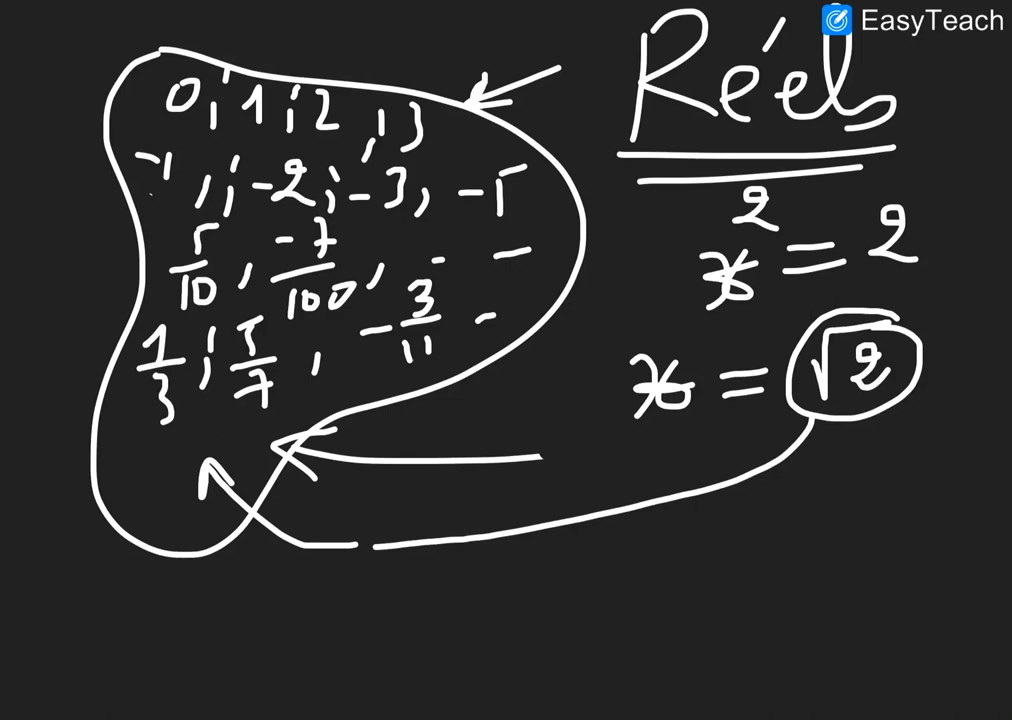 EasyTeach
Réels
0 ; 1 ; 2 , 3
-1 , ; -2 ; -3 , -5
5/10 , -7/100 , - -
1/3 ; 5/7 , -3/11 -
x² = 2
x = √2